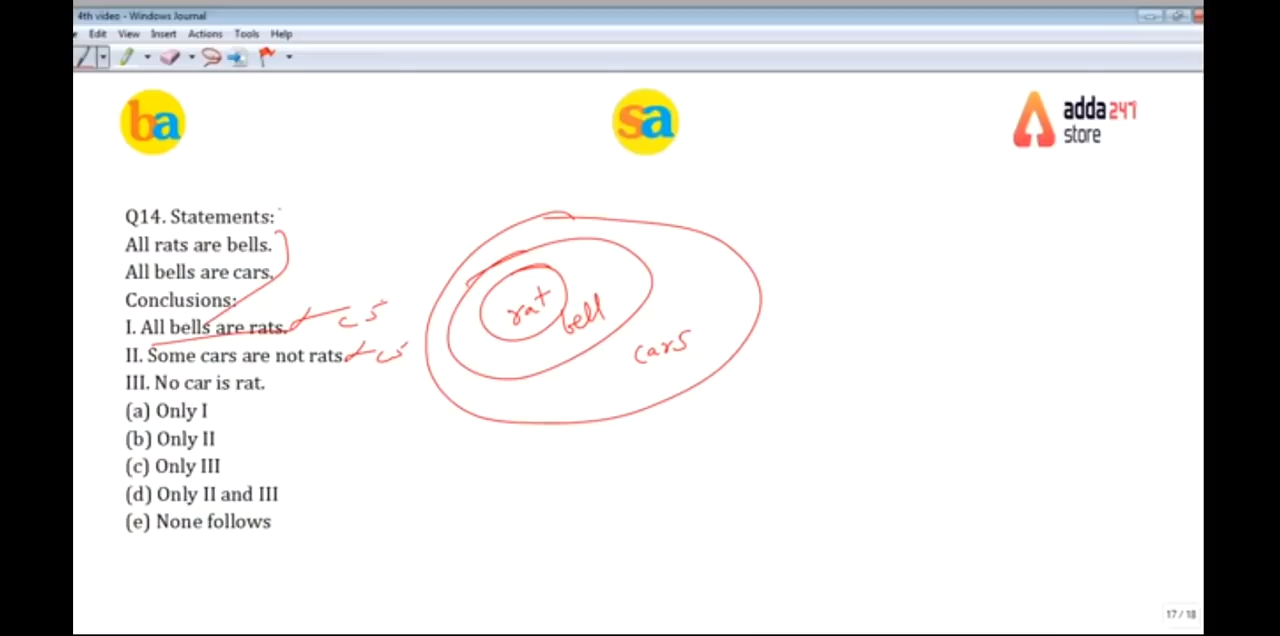 4th video - Windows Journal
Edit View Insert Actions Tools Help
ba
sa
adda247
store
Q14. Statements:
All rats are bells.
All bells are cars.
Conclusions:
I. All bells are rats.
II. Some cars are not rats.
III. No car is rat.
(a) Only I
(b) Only II
(c) Only III
(d) Only II and III
(e) None follows
rat
bell
cars
17 / 18